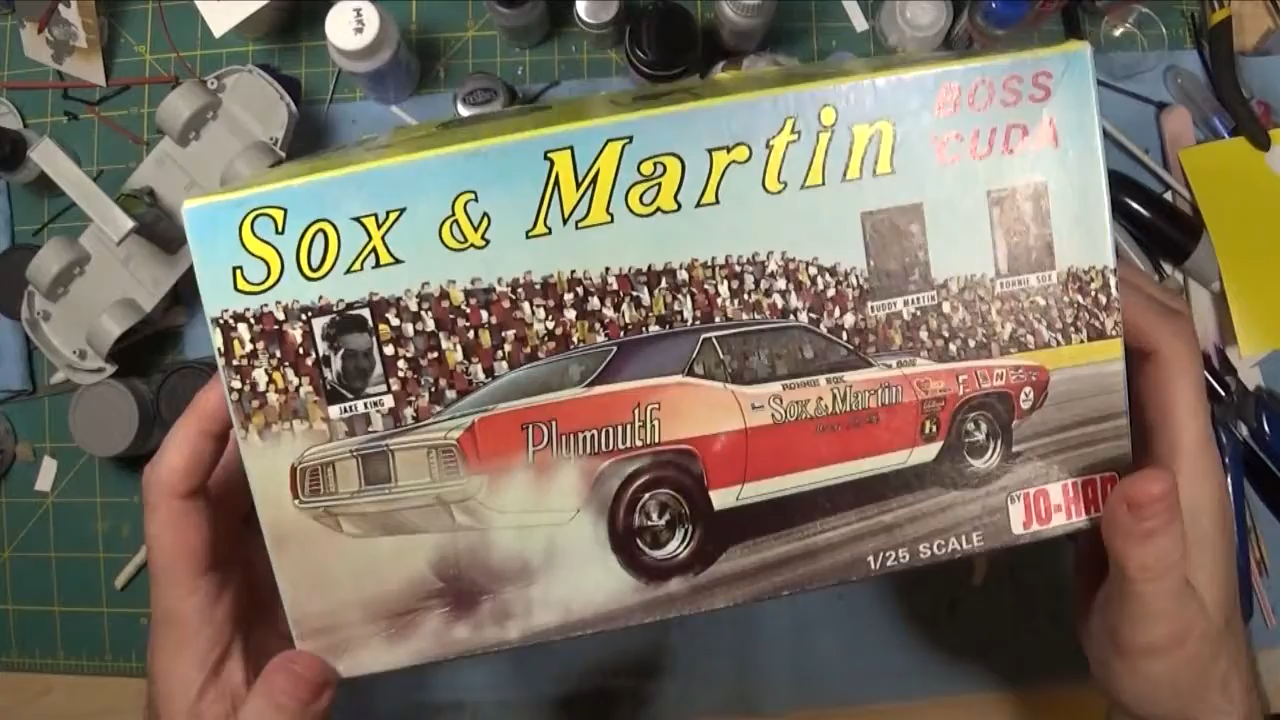 Sox & Martin
BOSS
'CUDA
BUDDY MARTIN
RONNIE SOX
JAKE KING
Plymouth
RONNIE SOX
Sox & Martin
BY JO-HAN
1/25 SCALE